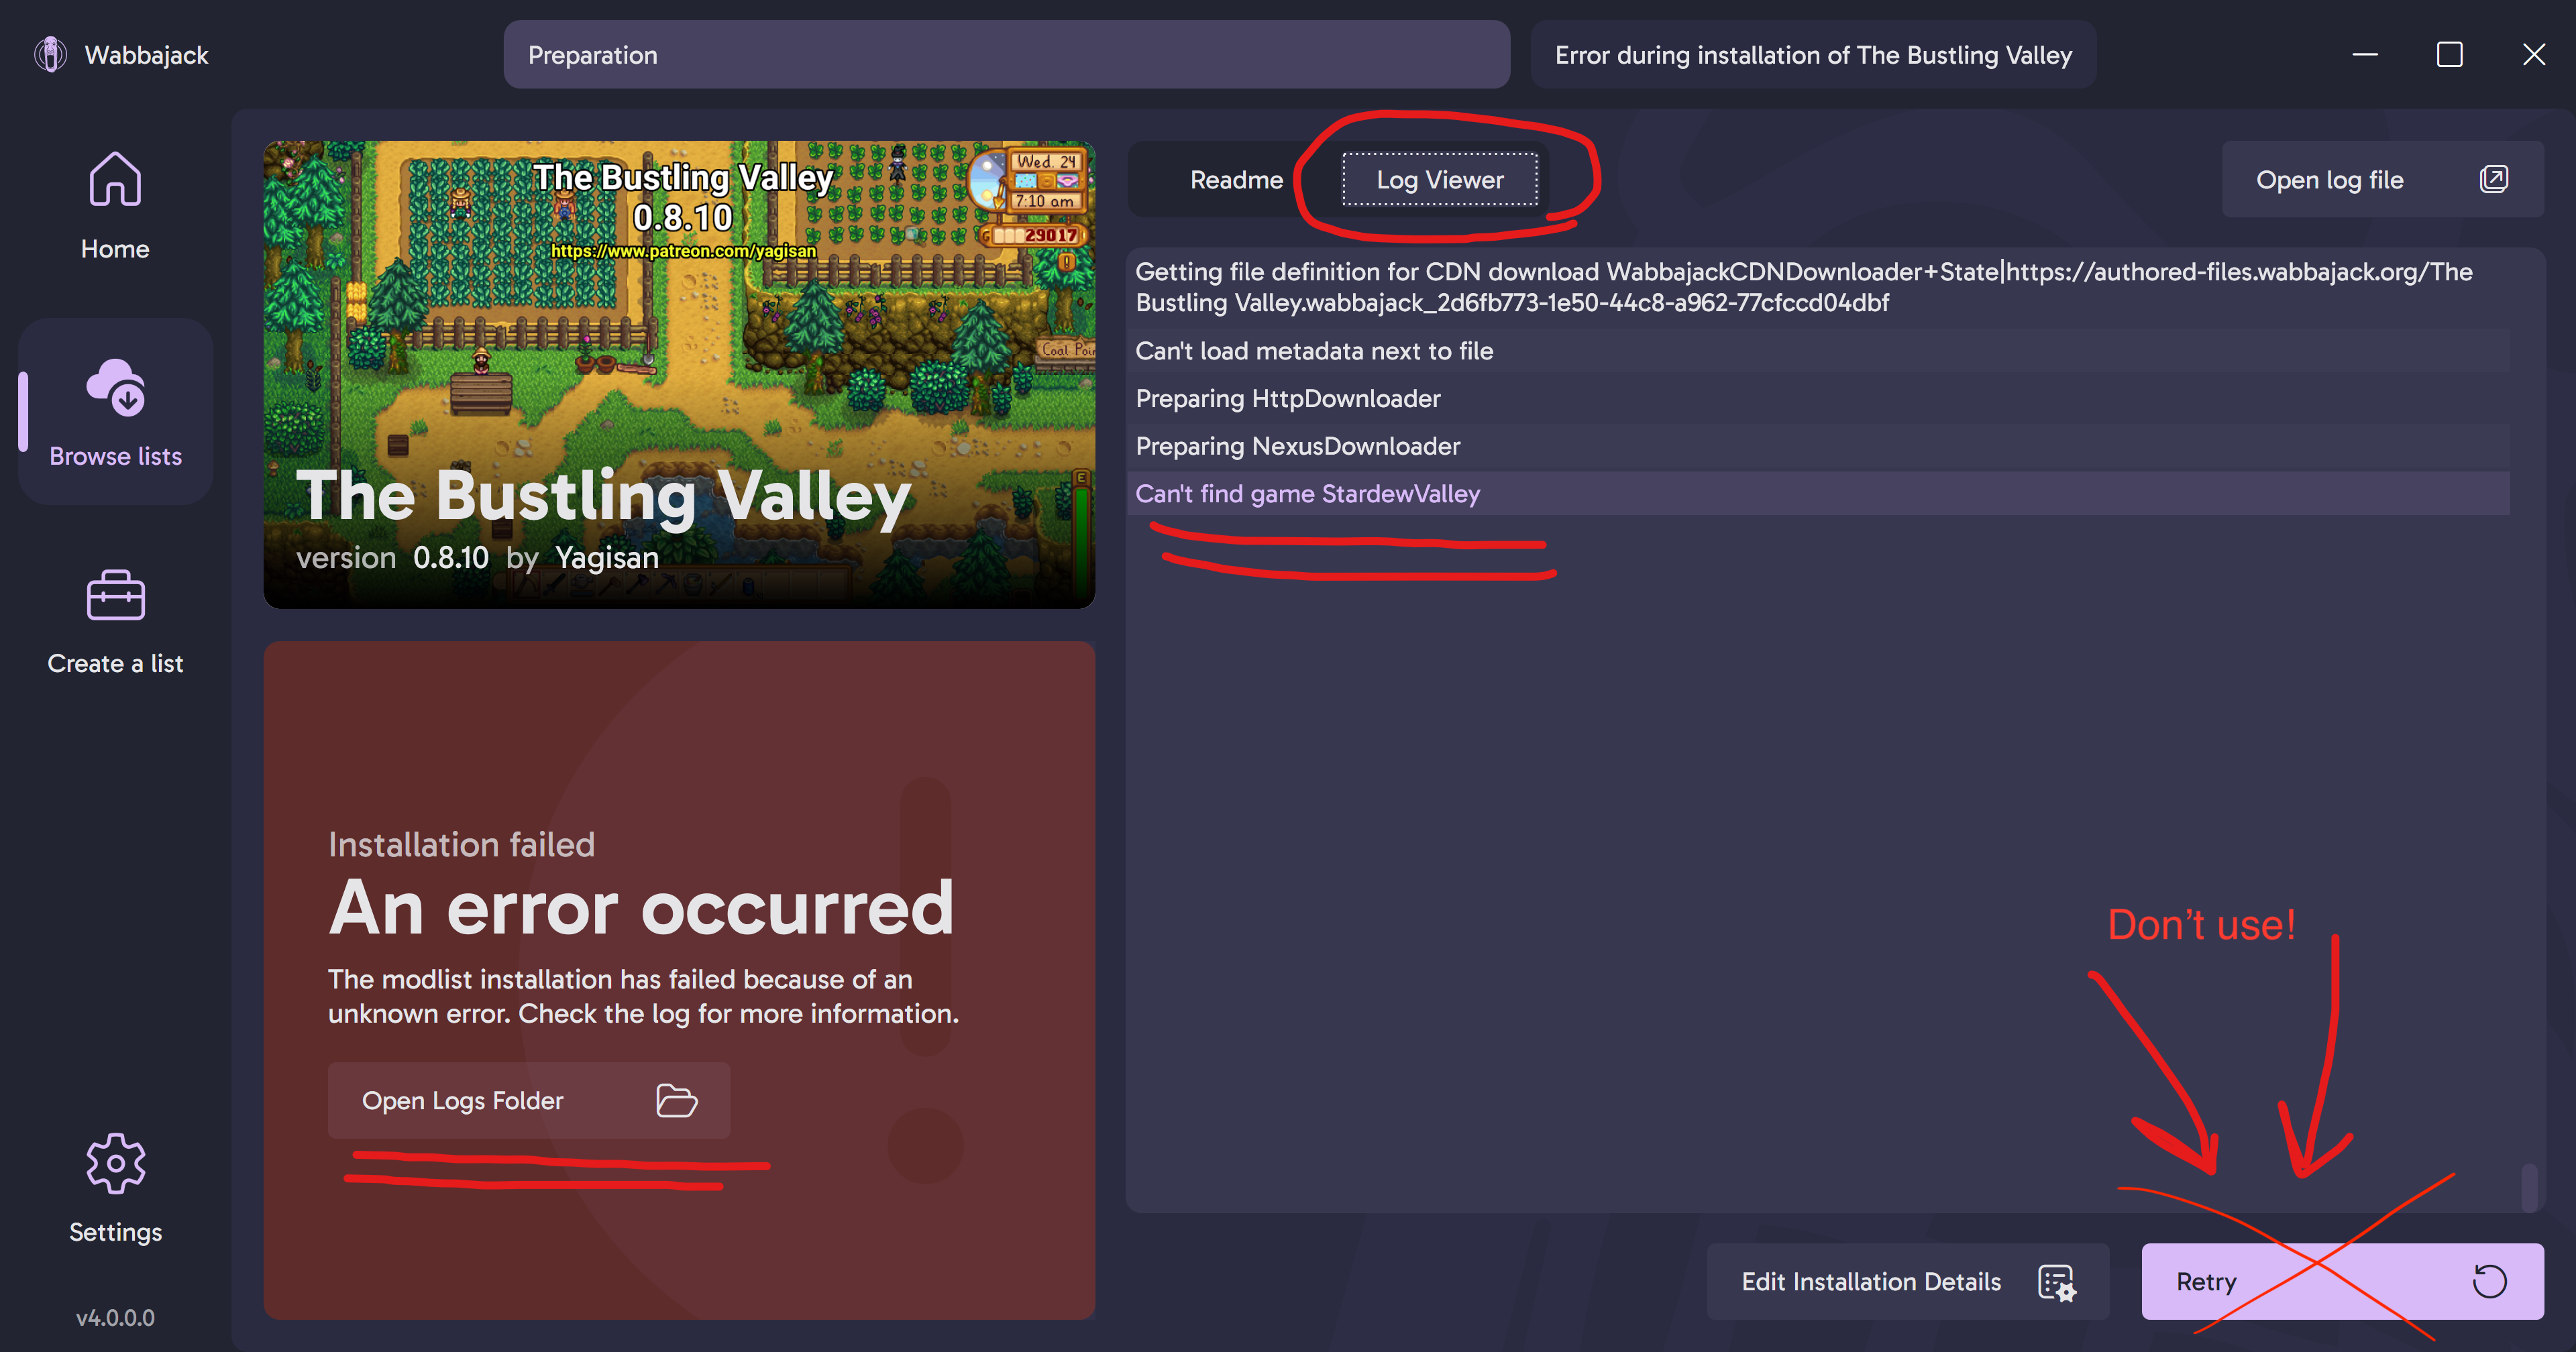 Wabbajack
Preparation
Error during installation of The Bustling Valley
Home
Browse lists
Create a list
Settings
v4.0.0.0
The Bustling Valley
0.8.10
https://www.patreon.com/yagisan
Wed. 24
7:10 am
29017
The Bustling Valley
version 0.8.10 by Yagisan
E
Installation failed
An error occurred
The modlist installation has failed because of an
unknown error. Check the log for more information.
Open Logs Folder
Readme
Log Viewer
Open log file
Getting file definition for CDN download WabbajackCDNDownloader+State|https://authored-files.wabbajack.org/The
Bustling Valley.wabbajack_2d6fb773-1e50-44c8-a962-77cfccd04dbf
Can't load metadata next to file
Preparing HttpDownloader
Preparing NexusDownloader
Can't find game StardewValley
Don't use!
Edit Installation Details
Retry